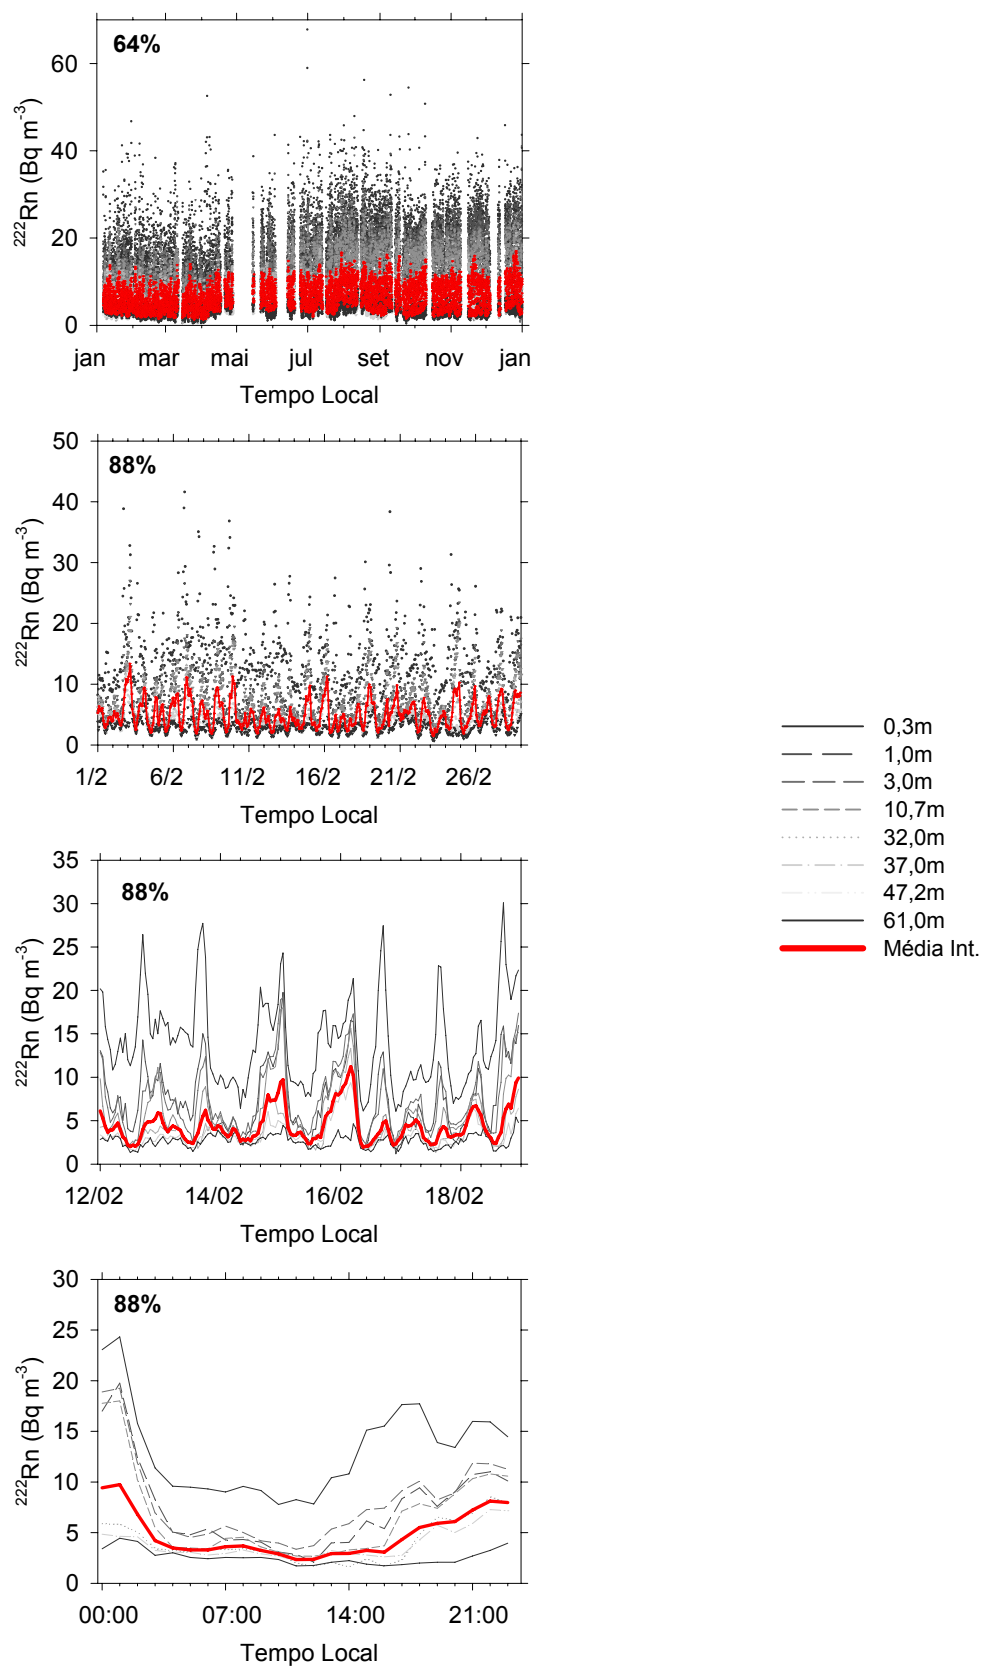 64%
60
40
20
0
²²²Rn (Bq m⁻³)
jan mar mai jul set nov jan
Tempo Local
88%
50
40
30
20
10
0
²²²Rn (Bq m⁻³)
1/2 6/2 11/2 16/2 21/2 26/2
Tempo Local
88%
35
30
25
20
15
10
5
0
²²²Rn (Bq m⁻³)
12/02 14/02 16/02 18/02
Tempo Local
88%
30
25
20
15
10
5
0
²²²Rn (Bq m⁻³)
00:00 07:00 14:00 21:00
Tempo Local
0,3m
1,0m
3,0m
10,7m
32,0m
37,0m
47,2m
61,0m
Média Int.